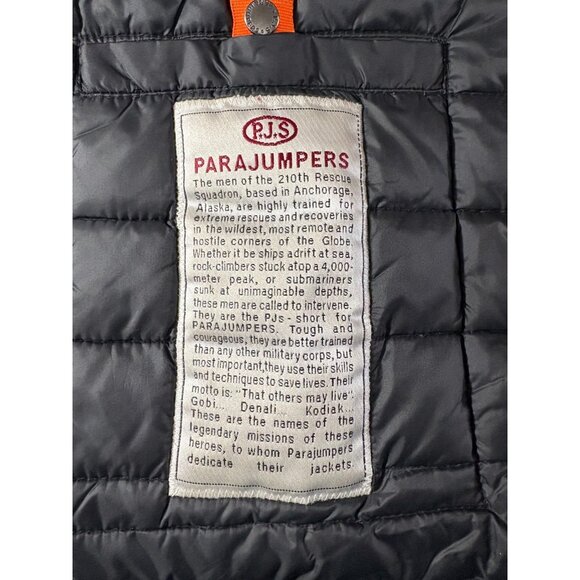 P.J.S
PARAJUMPERS
The men of the 210th Rescue
Squadron, based in Anchorage,
Alaska, are highly trained for
extreme rescues and recoveries
in the wildest, most remote and
hostile corners of the Globe.
Whether it be ships adrift at sea,
rock-climbers stuck atop a 4,000-
meter peak, or submariners
sunk at unimaginable depths,
these men are called to intervene.
They are the PJs - short for
PARAJUMPERS. Tough and
courageous, they are better trained
than any other military corps, but
most important, they use their skills
and techniques to save lives. Their
motto is: "That others may live".
Gobi... Denali... Kodiak...
These are the names of the
legendary missions of these
heroes, to whom Parajumpers
dedicate their jackets.